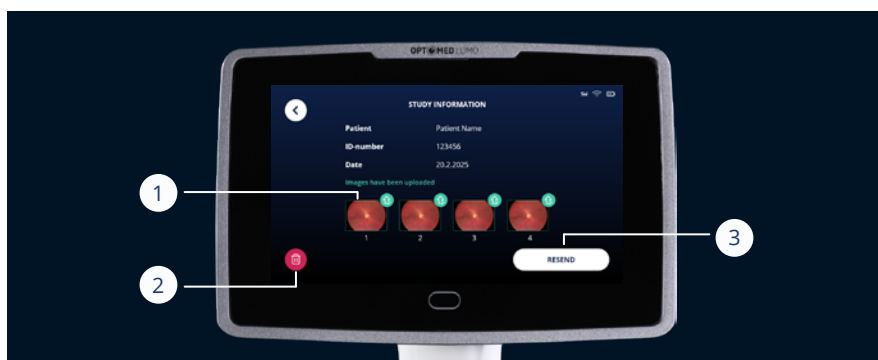 OPTOMED LUMO
STUDY INFORMATION
Patient Patient Name
ID-number 123456
Date 20.2.2025
Images have been uploaded
1 2 3 4
RESEND
1
2
3